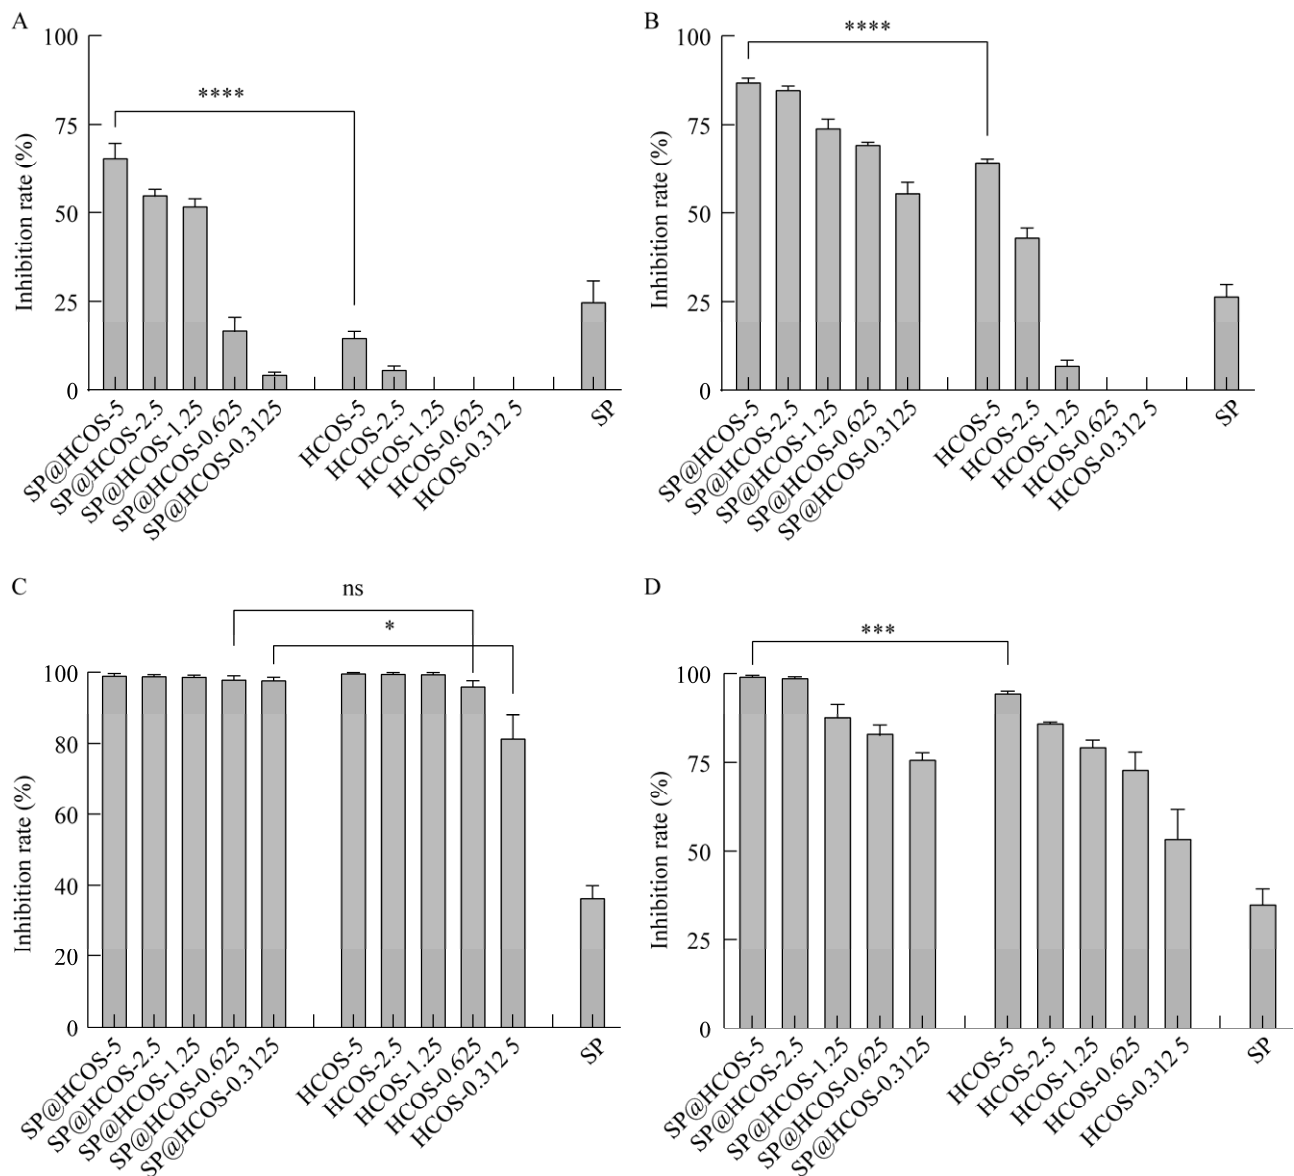 A
Inhibition rate (%)
100
75
50
25
0
****
SP@HCOS-5
SP@HCOS-2.5
SP@HCOS-1.25
SP@HCOS-0.625
SP@HCOS-0.3125
HCOS-5
HCOS-2.5
HCOS-1.25
HCOS-0.625
HCOS-0.312 5
SP
B
Inhibition rate (%)
100
75
50
25
0
****
SP@HCOS-5
SP@HCOS-2.5
SP@HCOS-1.25
SP@HCOS-0.625
SP@HCOS-0.3125
HCOS-5
HCOS-2.5
HCOS-1.25
HCOS-0.625
HCOS-0.312 5
SP
C
Inhibition rate (%)
100
80
60
40
20
0
ns
*
SP@HCOS-5
SP@HCOS-2.5
SP@HCOS-1.25
SP@HCOS-0.625
SP@HCOS-0.3125
HCOS-5
HCOS-2.5
HCOS-1.25
HCOS-0.625
HCOS-0.312 5
SP
D
Inhibition rate (%)
100
75
50
25
0
***
SP@HCOS-5
SP@HCOS-2.5
SP@HCOS-1.25
SP@HCOS-0.625
SP@HCOS-0.3125
HCOS-5
HCOS-2.5
HCOS-1.25
HCOS-0.625
HCOS-0.312 5
SP